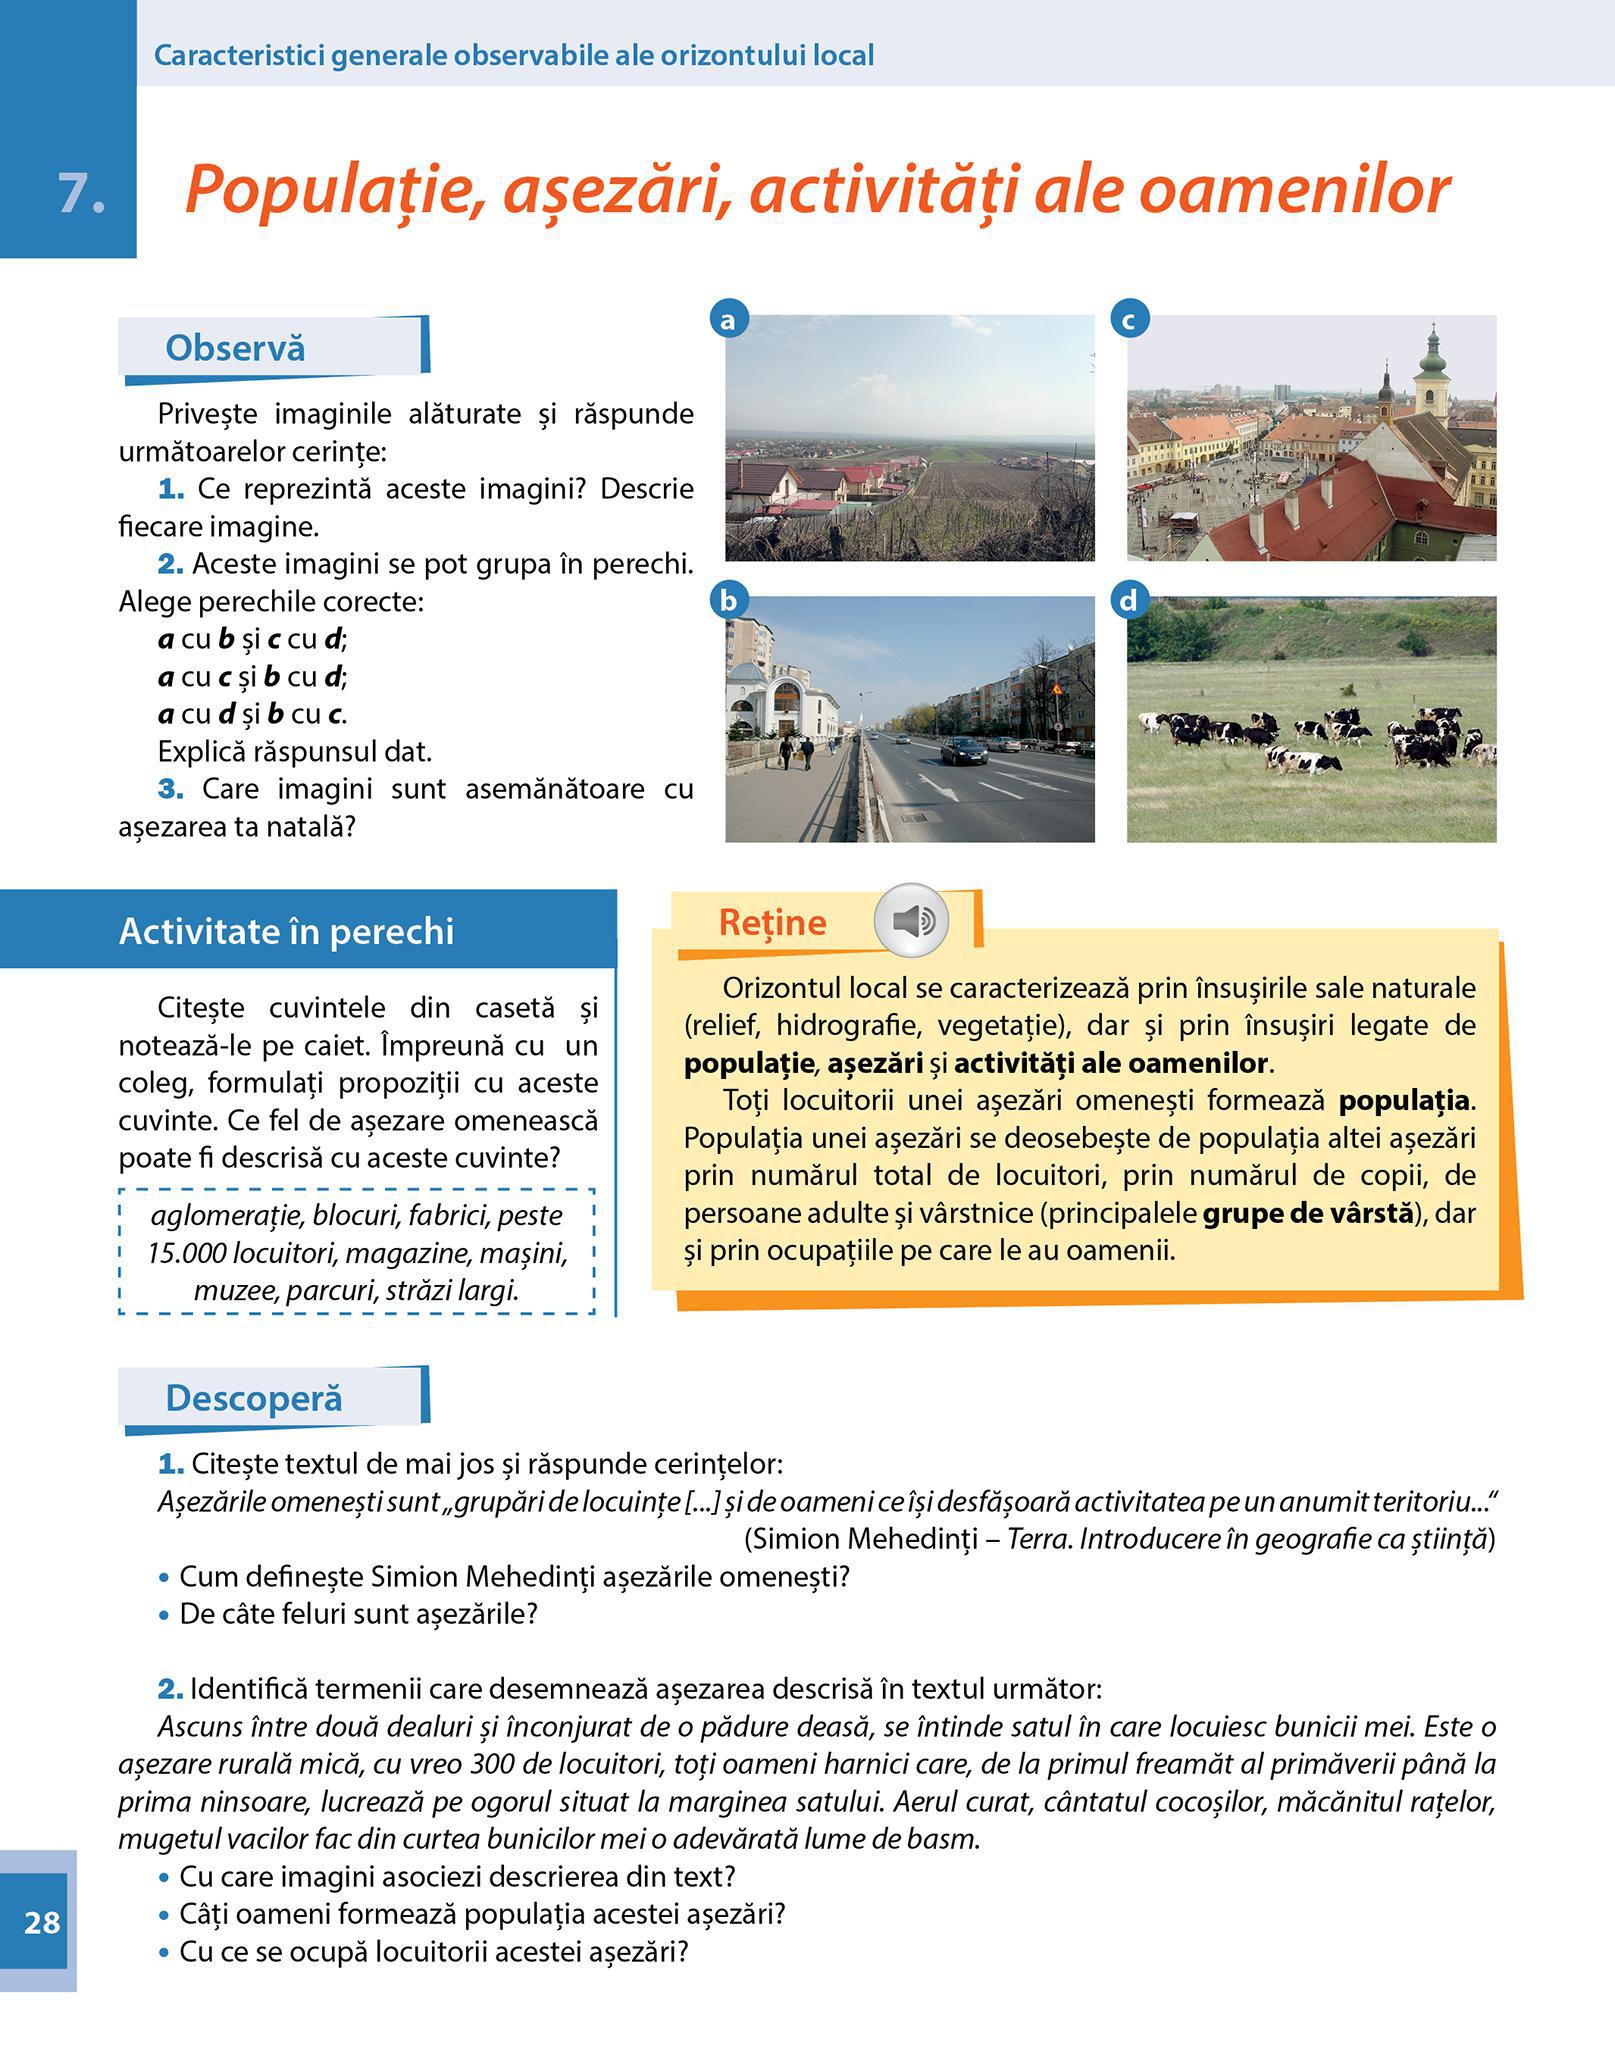 Caracteristici generale observabile ale orizontului local
7.
Populație, așezări, activități ale oamenilor
Observă
Privește imaginile alăturate și răspunde
următoarelor cerințe:
1. Ce reprezintă aceste imagini? Descrie
fiecare imagine.
2. Aceste imagini se pot grupa în perechi.
Alege perechile corecte:
a cu b și c cu d;
a cu c și b cu d;
a cu d și b cu c.
Explică răspunsul dat.
3. Care imagini sunt asemănătoare cu
așezarea ta natală?
a
c
b
d
Activitate în perechi
Citește cuvintele din casetă și
notează-le pe caiet. Împreună cu un
coleg, formulați propoziții cu aceste
cuvinte. Ce fel de așezare omenească
poate fi descrisă cu aceste cuvinte?
aglomerație, blocuri, fabrici, peste
15.000 locuitori, magazine, mașini,
muzee, parcuri, străzi largi.
Reține
Orizontul local se caracterizează prin însușirile sale naturale
(relief, hidrografie, vegetație), dar și prin însușiri legate de
populație, așezări și activități ale oamenilor.
Toți locuitorii unei așezări omenești formează populația.
Populația unei așezări se deosebește de populația altei așezări
prin numărul total de locuitori, prin numărul de copii, de
persoane adulte și vârstnice (principalele grupe de vârstă), dar
și prin ocupațiile pe care le au oamenii.
Descoperă
1. Citește textul de mai jos și răspunde cerințelor:
Așezările omenești sunt „grupări de locuințe [...] și de oameni ce își desfășoară activitatea pe un anumit teritoriu...“
(Simion Mehedinți – Terra. Introducere în geografie ca știință)
• Cum definește Simion Mehedinți așezările omenești?
• De câte feluri sunt așezările?
2. Identifică termenii care desemnează așezarea descrisă în textul următor:
Ascuns între două dealuri și înconjurat de o pădure deasă, se întinde satul în care locuiesc bunicii mei. Este o
așezare rurală mică, cu vreo 300 de locuitori, toți oameni harnici care, de la primul freamăt al primăverii până la
prima ninsoare, lucrează pe ogorul situat la marginea satului. Aerul curat, cântatul cocoșilor, măcănitul rațelor,
mugetul vacilor fac din curtea bunicilor mei o adevărată lume de basm.
• Cu care imagini asociezi descrierea din text?
• Câți oameni formează populația acestei așezări?
• Cu ce se ocupă locuitorii acestei așezări?
28